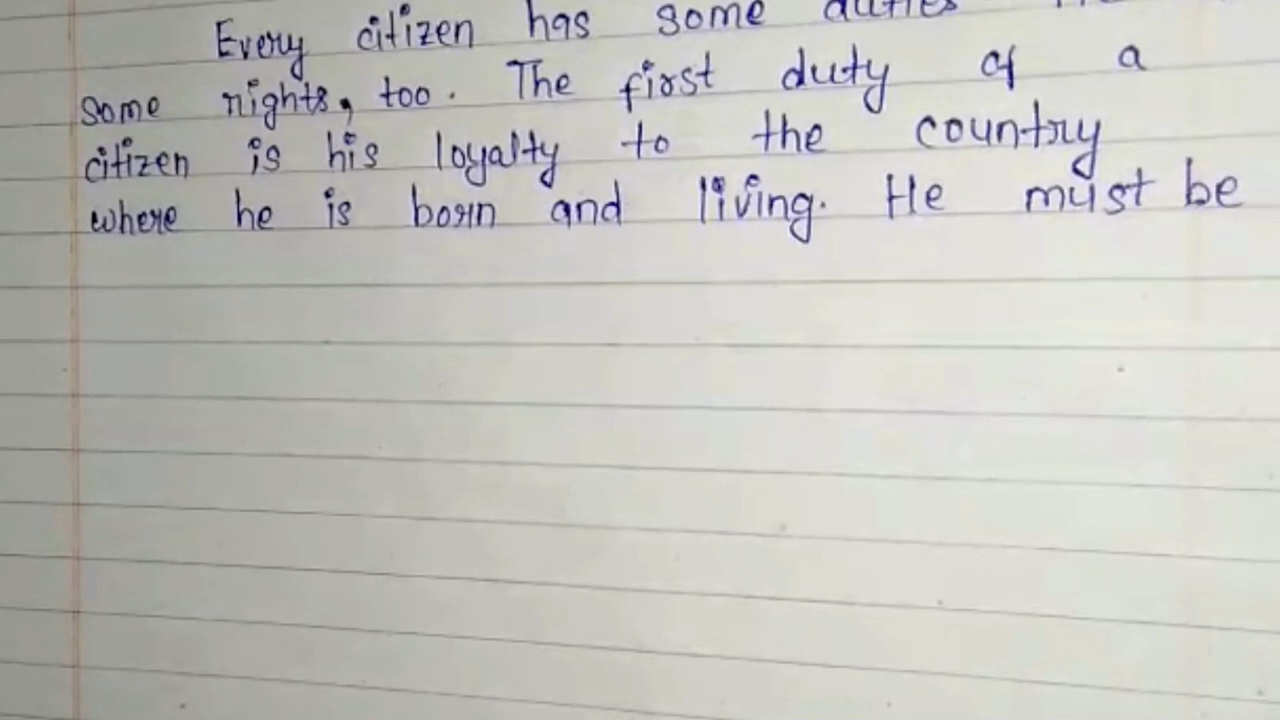 Every citizen has some duties
some rights, too. The first duty of a
citizen is his loyalty to the country
where he is born and living. He must be